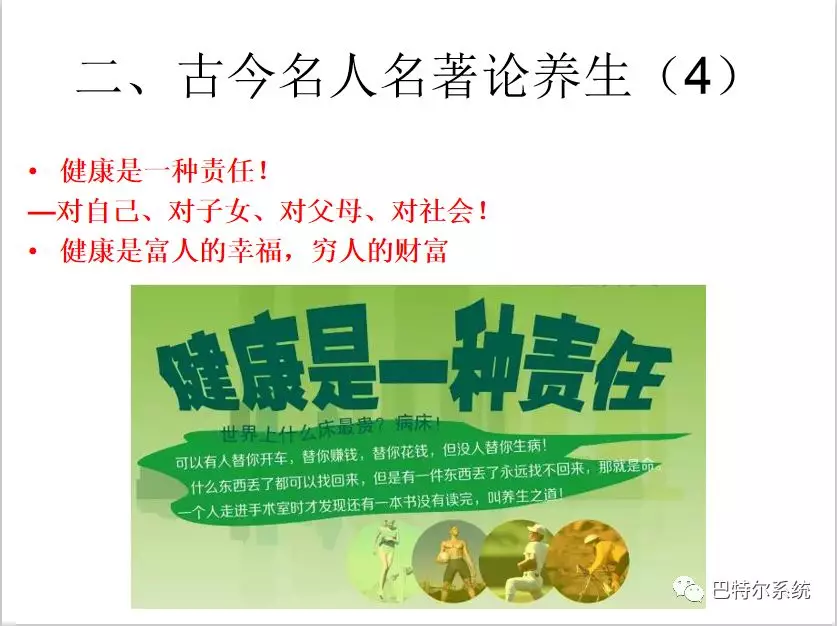 二、古今名人名著论养生（4）
• 健康是一种责任！
—对自己、对子女、对父母、对社会！
• 健康是富人的幸福，穷人的财富
健康是一种责任
世界上什么床最贵？病床！
可以有人替你开车，替你赚钱，替你花钱，但没人替你生病！
什么东西丢了都可以找回来，但是有一件东西丢了永远找不回来，那就是命。
一个人走进手术室时才发现还有一本书没有读完，叫养生之道！
巴特尔系统